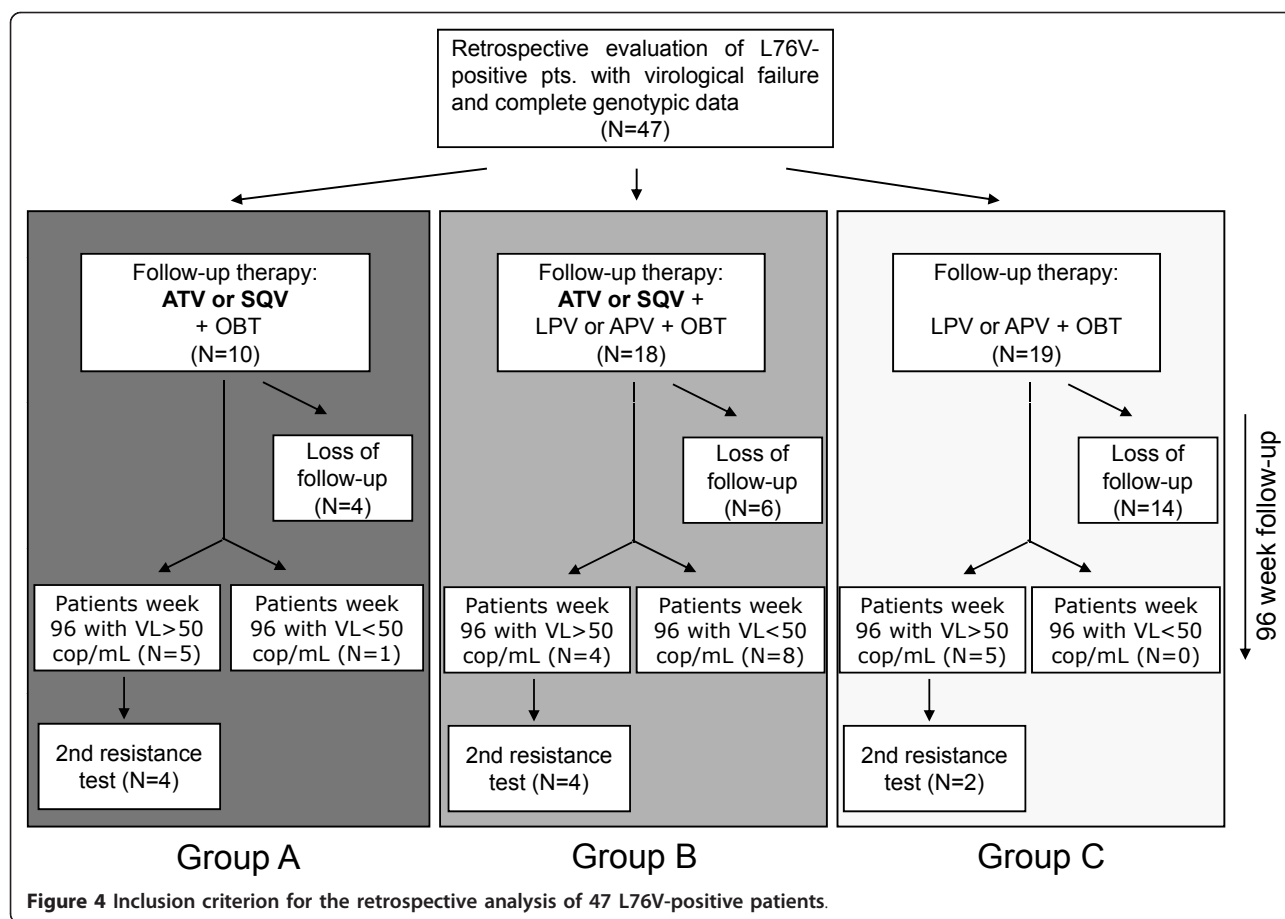 Retrospective evaluation of L76V-
positive pts. with virological failure
and complete genotypic data
(N=47)
Follow-up therapy:
ATV or SQV
+ OBT
(N=10)
Loss of
follow-up
(N=4)
Patients week
96 with VL>50
cop/mL (N=5)
Patients week
96 with VL<50
cop/mL (N=1)
2nd resistance
test (N=4)
Group A
Follow-up therapy:
ATV or SQV +
LPV or APV + OBT
(N=18)
Loss of
follow-up
(N=6)
Patients week
96 with VL>50
cop/mL (N=4)
Patients week
96 with VL<50
cop/mL (N=8)
2nd resistance
test (N=4)
Group B
Follow-up therapy:
LPV or APV + OBT
(N=19)
Loss of
follow-up
(N=14)
Patients week
96 with VL>50
cop/mL (N=5)
Patients week
96 with VL<50
cop/mL (N=0)
2nd resistance
test (N=2)
Group C
96 week follow-up
Figure 4 Inclusion criterion for the retrospective analysis of 47 L76V-positive patients.